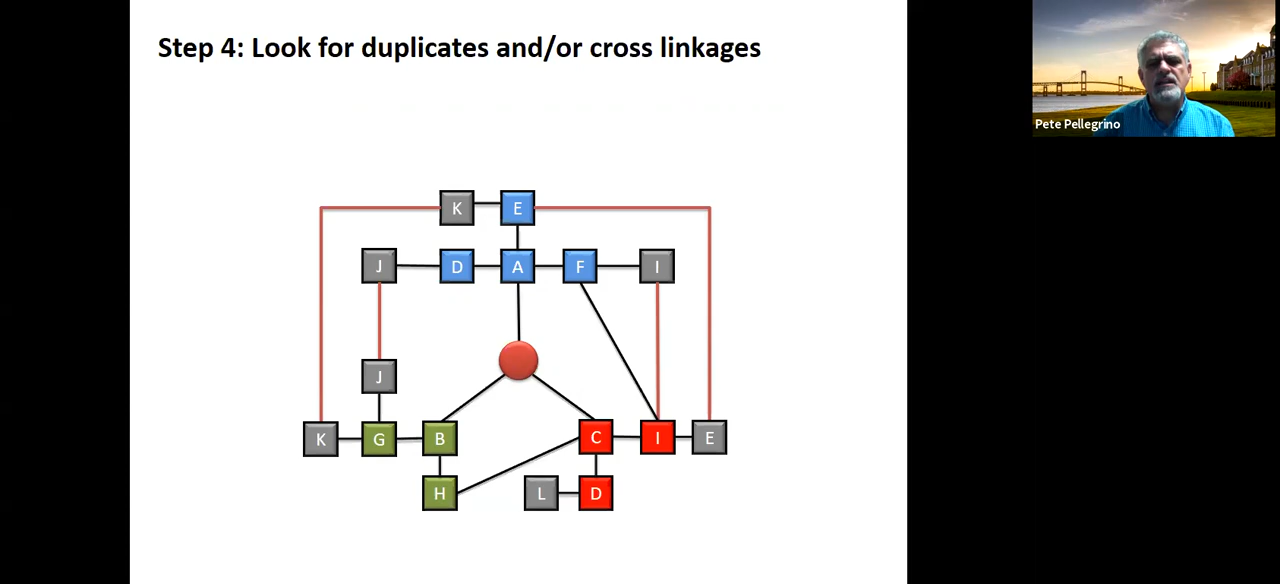 Step 4: Look for duplicates and/or cross linkages
Pete Pellegrino
K E
J D A F I
J
K G B C I E
H L D